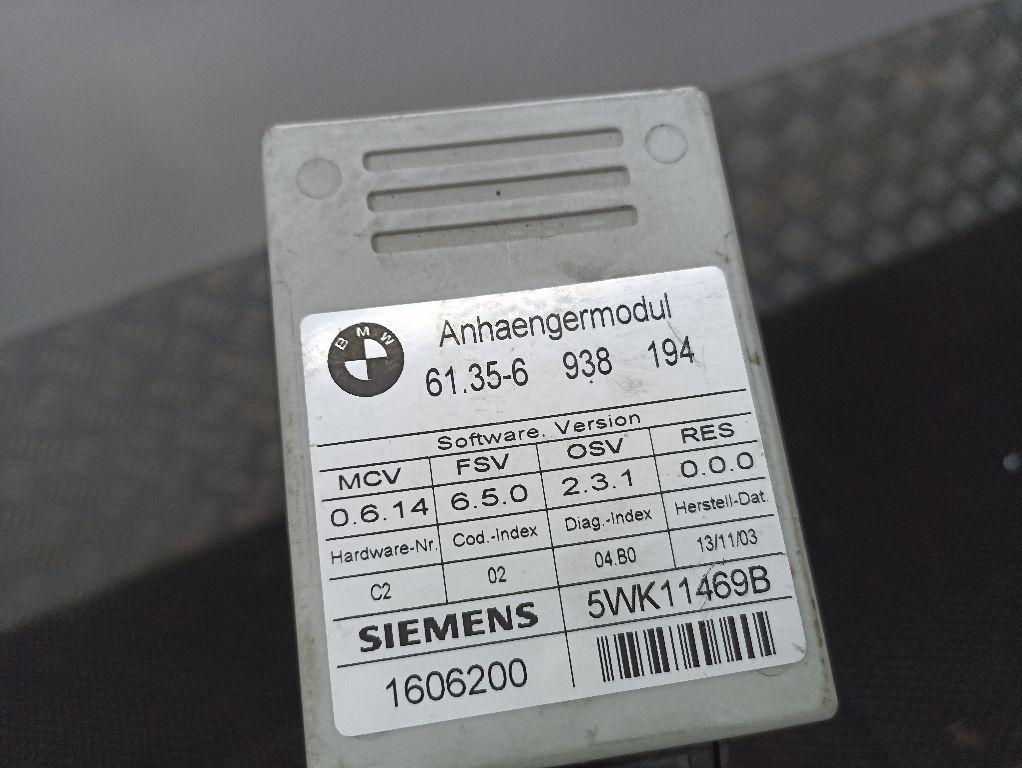 BMW
Anhaengermodul
61.35-6 938 194
Software. Version
MCV FSV OSV RES
0.6.14 6.5.0 2.3.1 0.0.0
Hardware-Nr. Cod.-Index Diag.-Index Herstell-Dat.
C2 02 04.B0 13/11/03
SIEMENS 5WK11469B
1606200